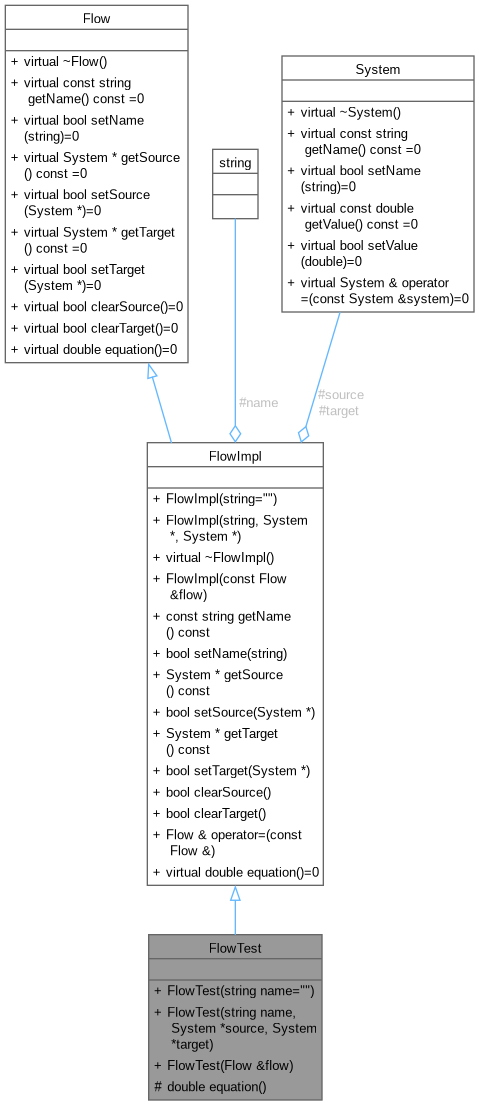 Flow
+ virtual ~Flow()
+ virtual const string
getName() const =0
+ virtual bool setName
(string)=0
+ virtual System * getSource
() const =0
+ virtual bool setSource
(System *)=0
+ virtual System * getTarget
() const =0
+ virtual bool setTarget
(System *)=0
+ virtual bool clearSource()=0
+ virtual bool clearTarget()=0
+ virtual double equation()=0
string
System
+ virtual ~System()
+ virtual const string
getName() const =0
+ virtual bool setName
(string)=0
+ virtual const double
getValue() const =0
+ virtual bool setValue
(double)=0
+ virtual System & operator
=(const System &system)=0
#name
#source
#target
FlowImpl
+ FlowImpl(string="")
+ FlowImpl(string, System
*, System *)
+ virtual ~FlowImpl()
+ FlowImpl(const Flow
&flow)
+ const string getName
() const
+ bool setName(string)
+ System * getSource
() const
+ bool setSource(System *)
+ System * getTarget
() const
+ bool setTarget(System *)
+ bool clearSource()
+ bool clearTarget()
+ Flow & operator=(const
Flow &)
+ virtual double equation()=0
FlowTest
+ FlowTest(string name="")
+ FlowTest(string name,
System *source, System
*target)
+ FlowTest(Flow &flow)
# double equation()